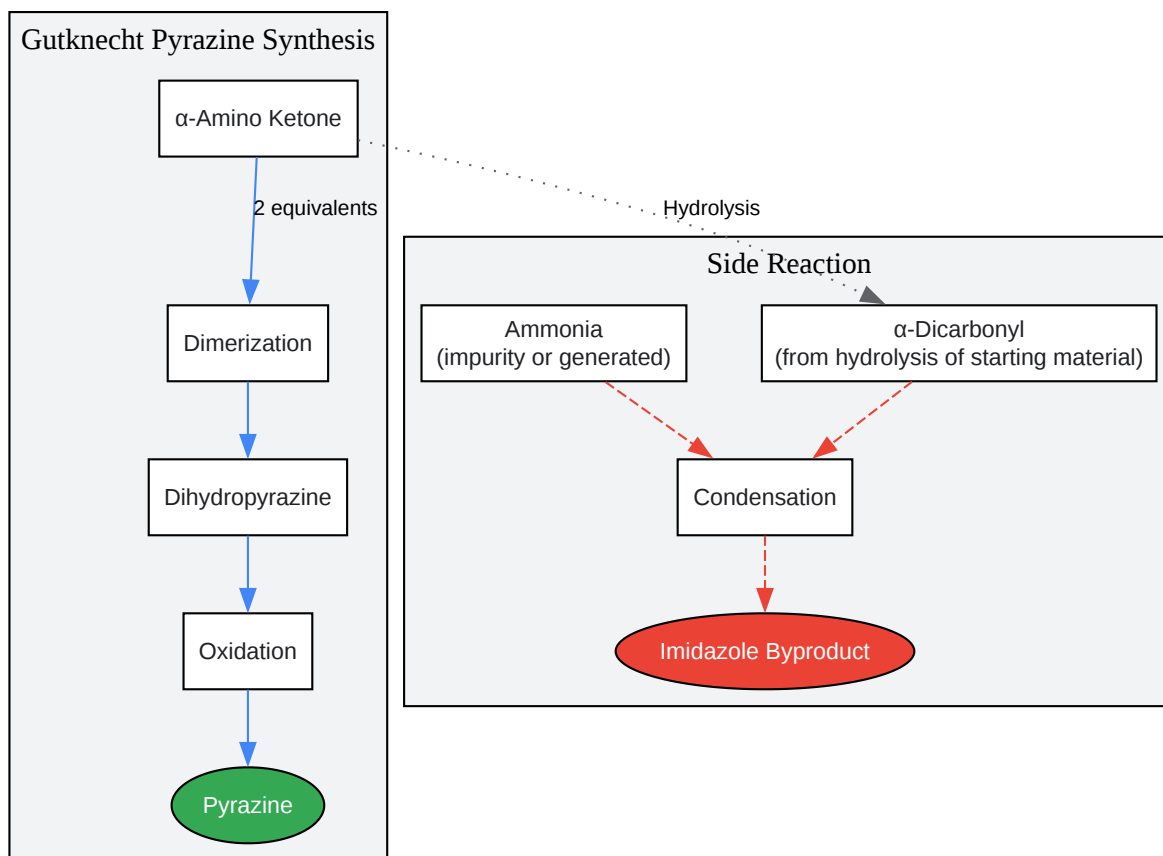 Gutknecht Pyrazine Synthesis
α-Amino Ketone
2 equivalents
Dimerization
Dihydropyrazine
Oxidation
Pyrazine
Hydrolysis
Side Reaction
Ammonia
(impurity or generated)
α-Dicarbonyl
(from hydrolysis of starting material)
Condensation
Imidazole Byproduct